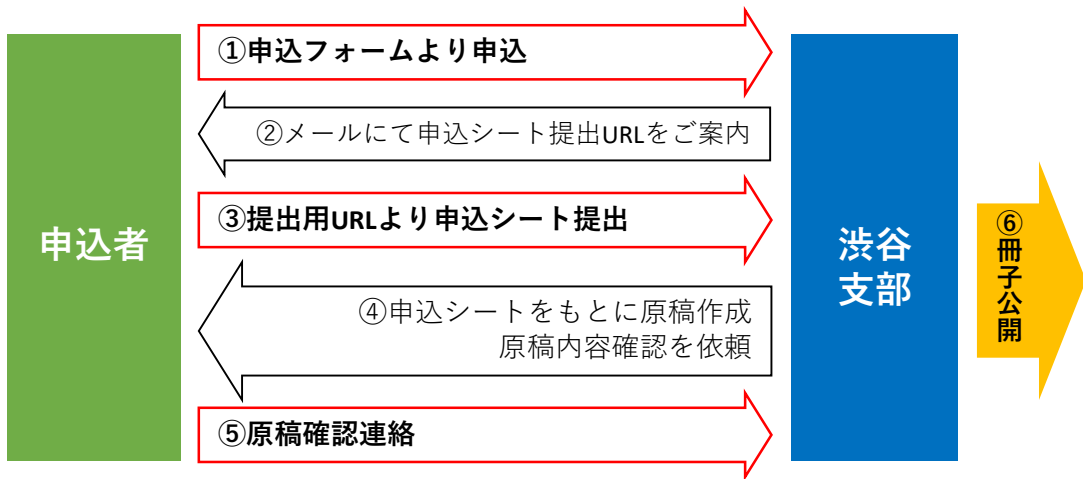 ①申込フォームより申込
②メールにて申込シート提出URLをご案内
③提出用URLより申込シート提出
申込者
渋谷
支部
⑥冊子公開
④申込シートをもとに原稿作成
原稿内容確認を依頼
⑤原稿確認連絡